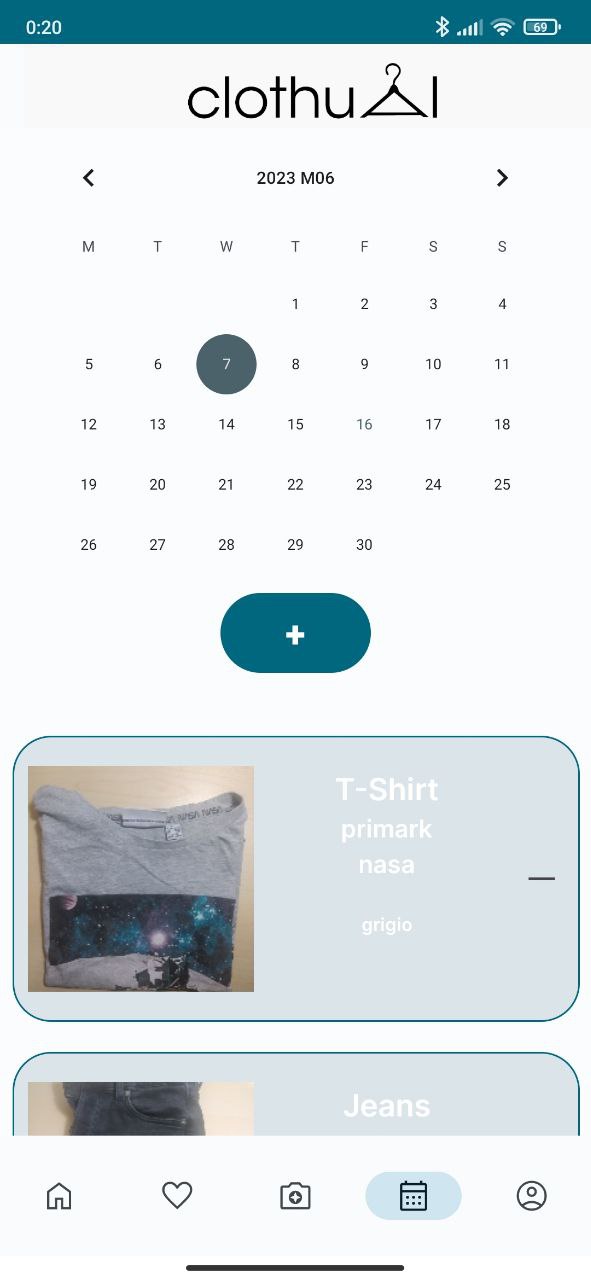 0:20
69
clothual
2023 M06
M T W T F S S
1 2 3 4
5 6 7 8 9 10 11
12 13 14 15 16 17 18
19 20 21 22 23 24 25
26 27 28 29 30
+
T-Shirt
primark
nasa
grigio
Jeans